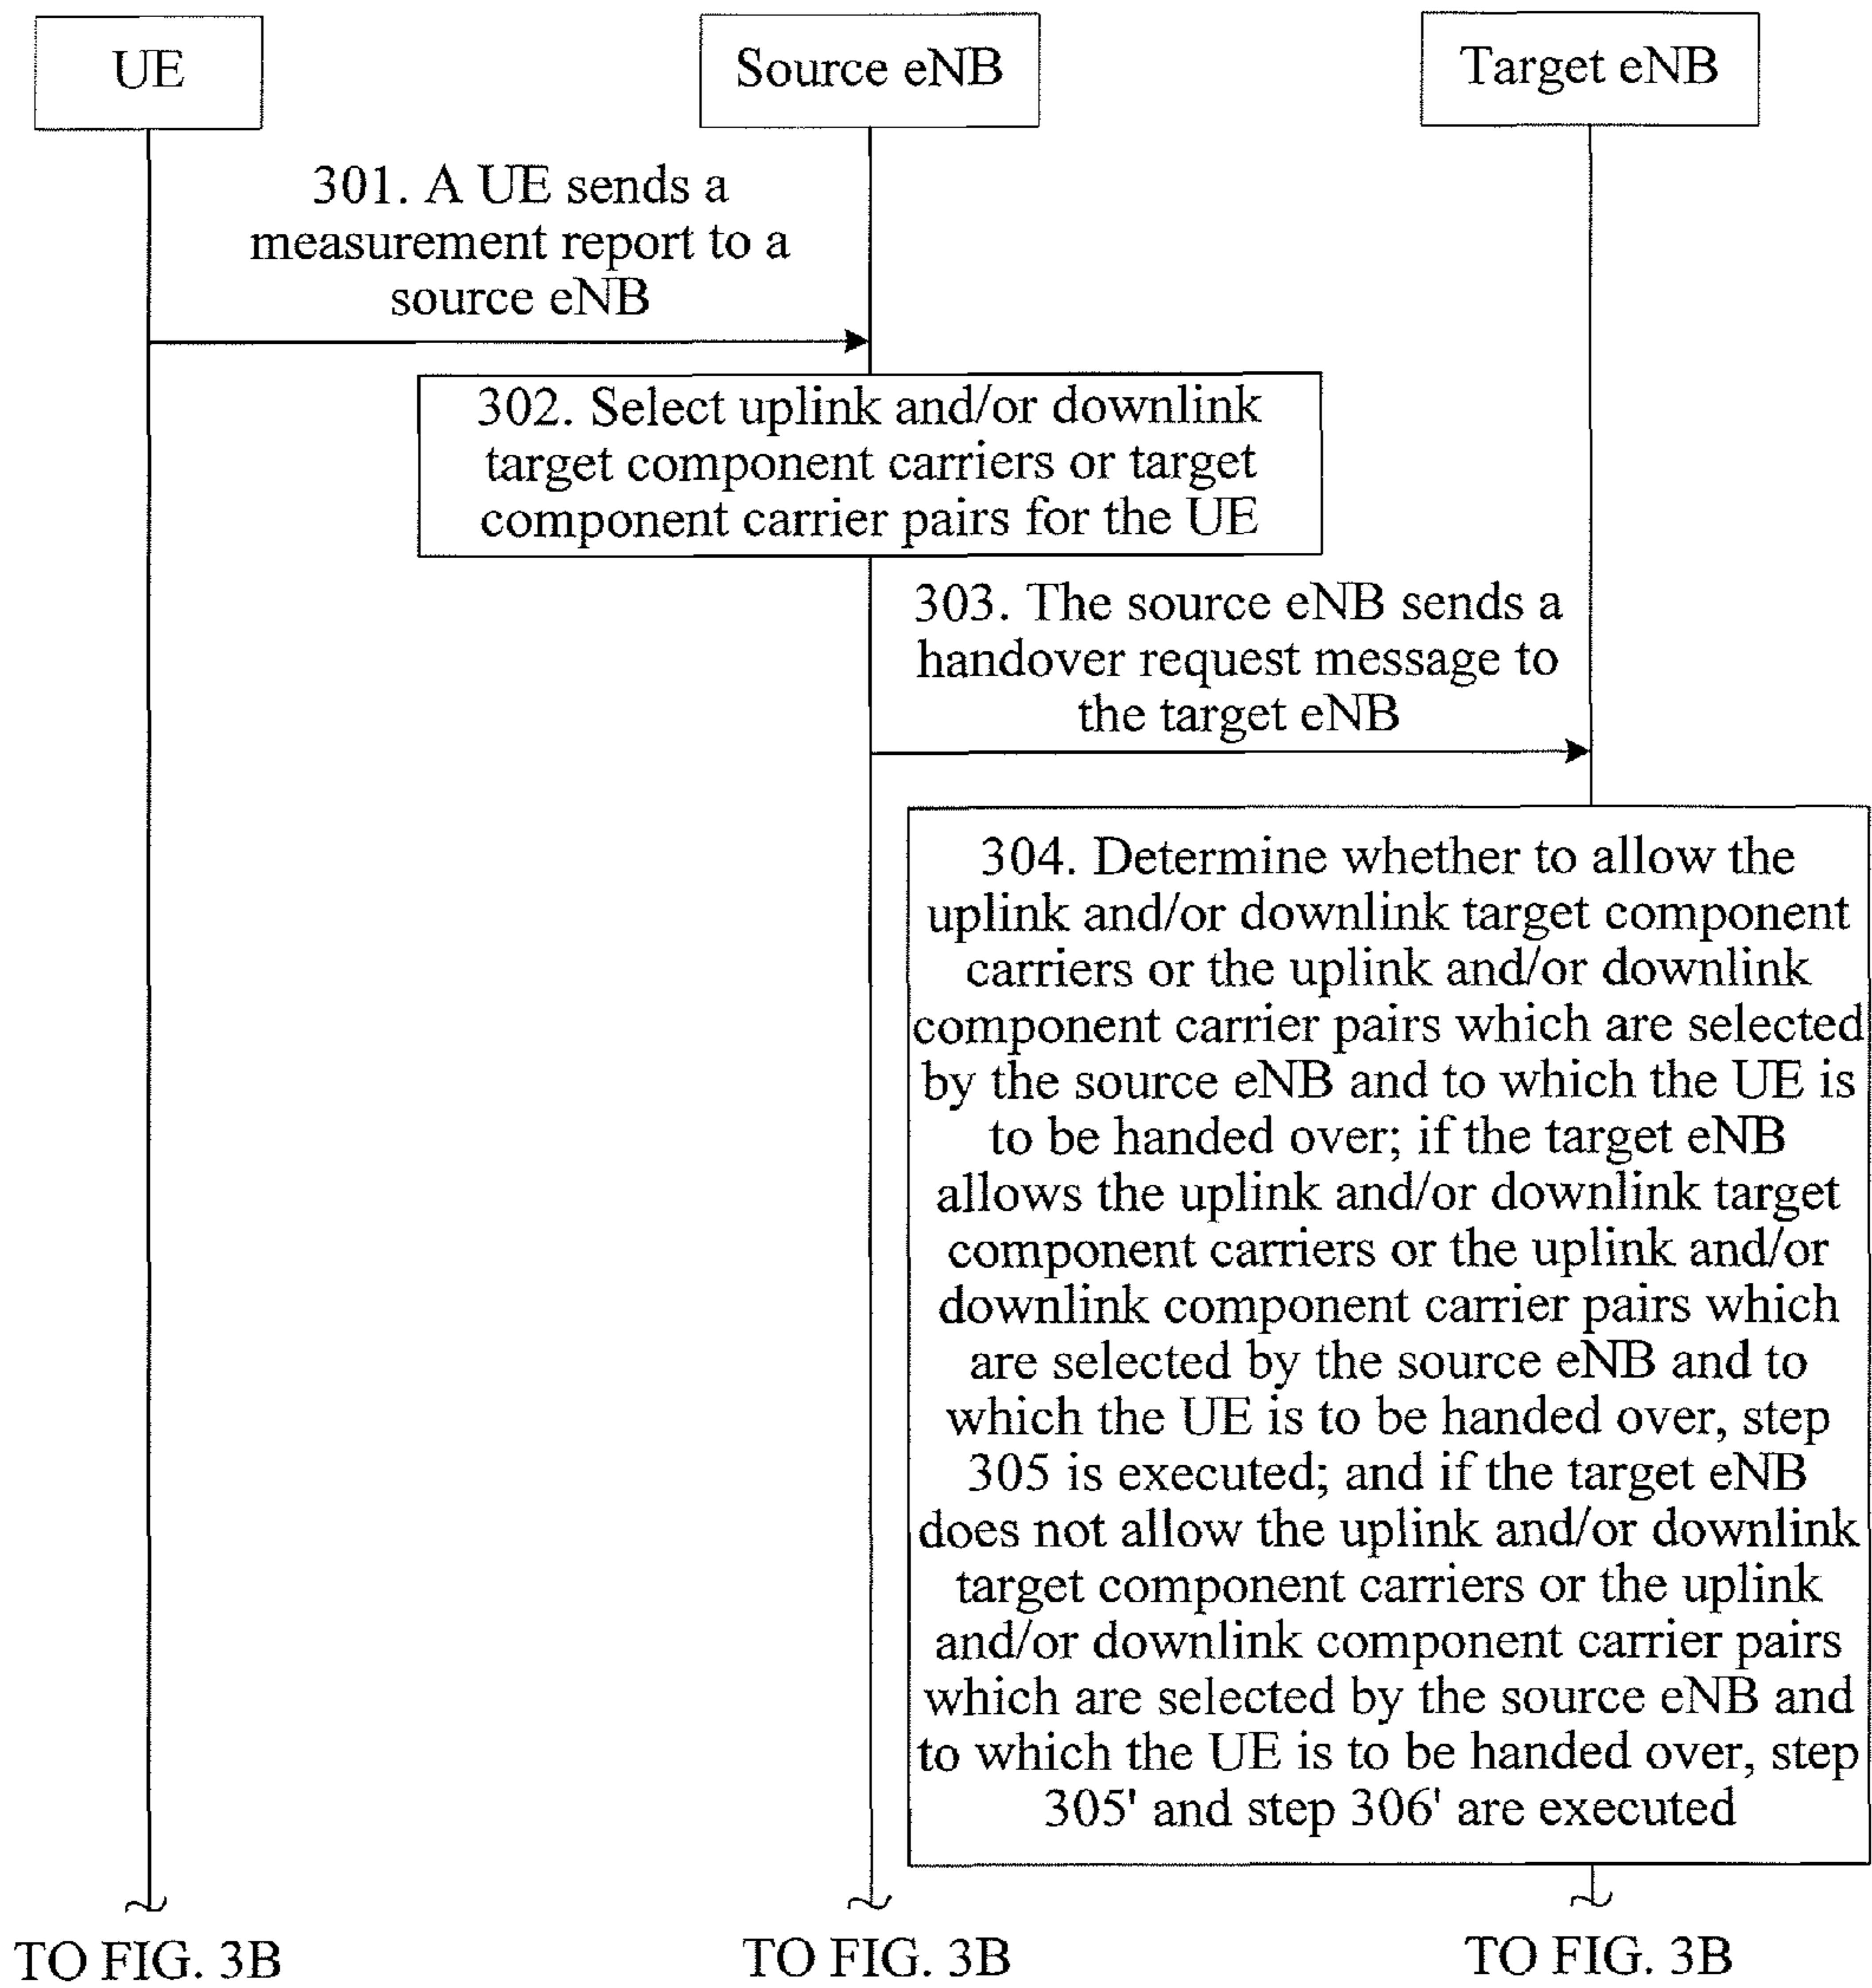 UE
Source eNB
Target eNB
301. A UE sends a
measurement report to a
source eNB
302. Select uplink and/or downlink
target component carriers or target
component carrier pairs for the UE
303. The source eNB sends a
handover request message to
the target eNB
304. Determine whether to allow the
uplink and/or downlink target component
carriers or the uplink and/or downlink
component carrier pairs which are selected
by the source eNB and to which the UE is
to be handed over; if the target eNB
allows the uplink and/or downlink target
component carriers or the uplink and/or
downlink component carrier pairs which
are selected by the source eNB and to
which the UE is to be handed over, step
305 is executed; and if the target eNB
does not allow the uplink and/or downlink
target component carriers or the uplink
and/or downlink component carrier pairs
which are selected by the source eNB and
to which the UE is to be handed over, step
305' and step 306' are executed
TO FIG. 3B
TO FIG. 3B
TO FIG. 3B